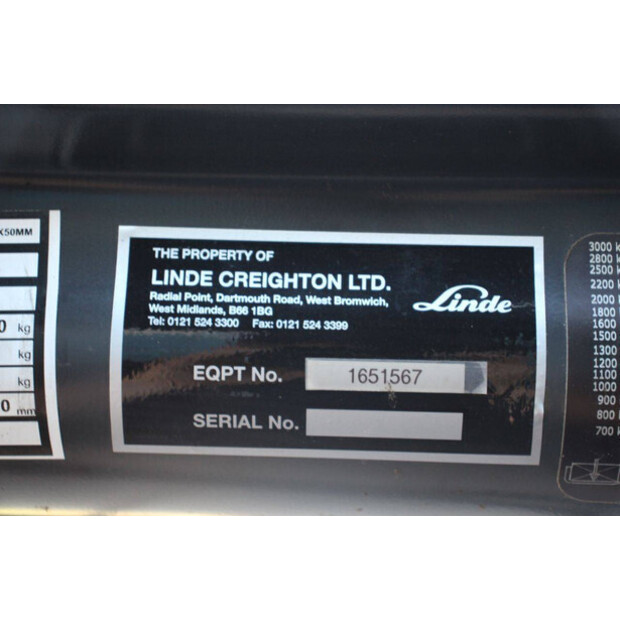 X50MM
0 kg
kg
kg
0 mm
THE PROPERTY OF
LINDE CREIGHTON LTD.
Radial Point, Dartmouth Road, West Bromwich,
West Midlands, B66 1BG
Tel: 0121 524 3300 Fax: 0121 524 3399
Linde
EQPT No. 1651567
SERIAL No.
3000 k
2800 k
2500 k
2200 k
2000 k
1800 k
1600 k
1500 k
1300 k
1200 k
1100 k
1000 k
900 k
800 k
700 k